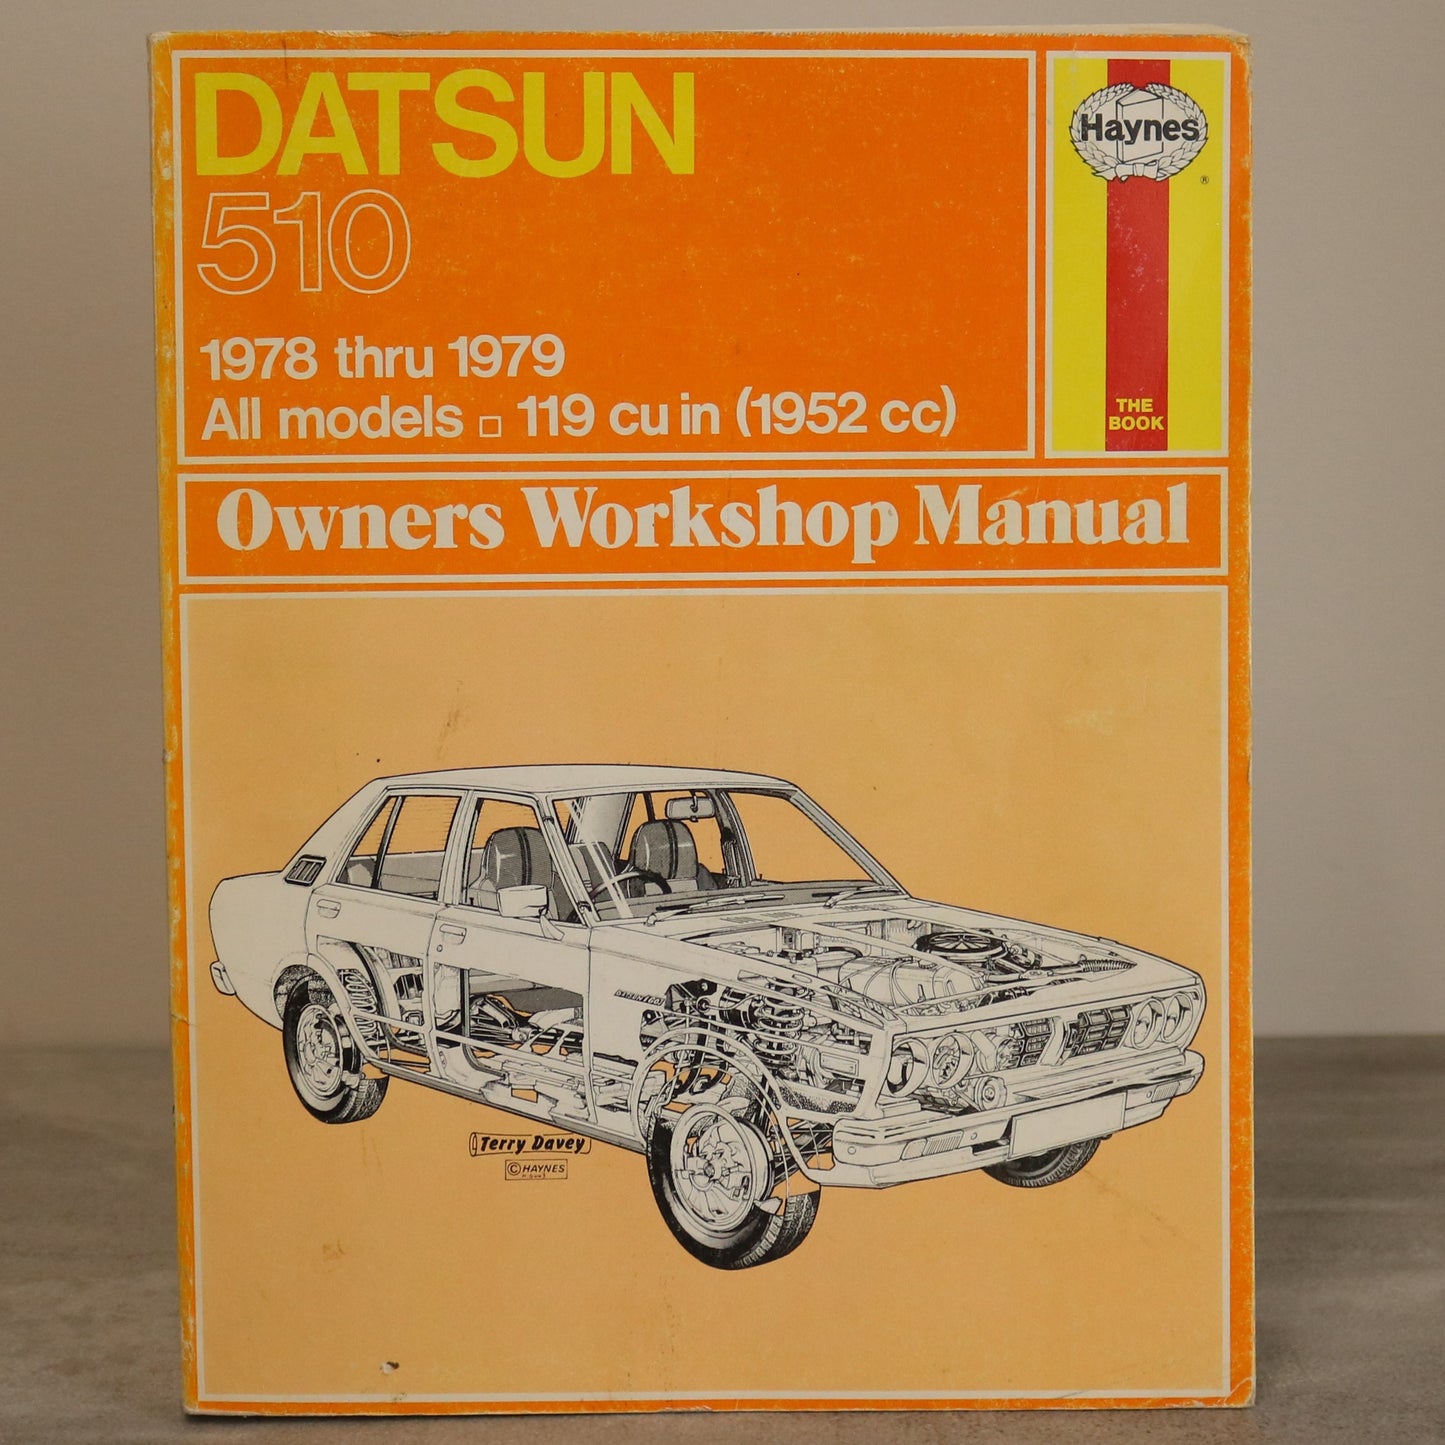 DATSUN
510
1978 thru 1979
All models □ 119 cu in (1952 cc)
Haynes
®
THE
BOOK
Owners Workshop Manual
Terry Davey
© HAYNES